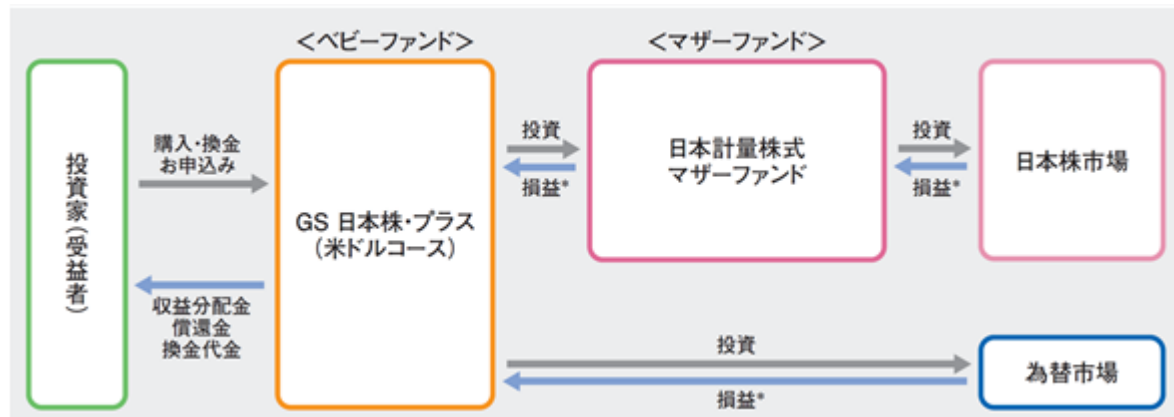 <ベビーファンド>
<マザーファンド>
投資家(受益者)
購入・換金
お申込み
収益分配金
償還金
換金代金
GS 日本株・プラス
(米ドルコース)
投資
損益*
日本計量株式
マザーファンド
投資
損益*
日本株市場
投資
損益*
為替市場